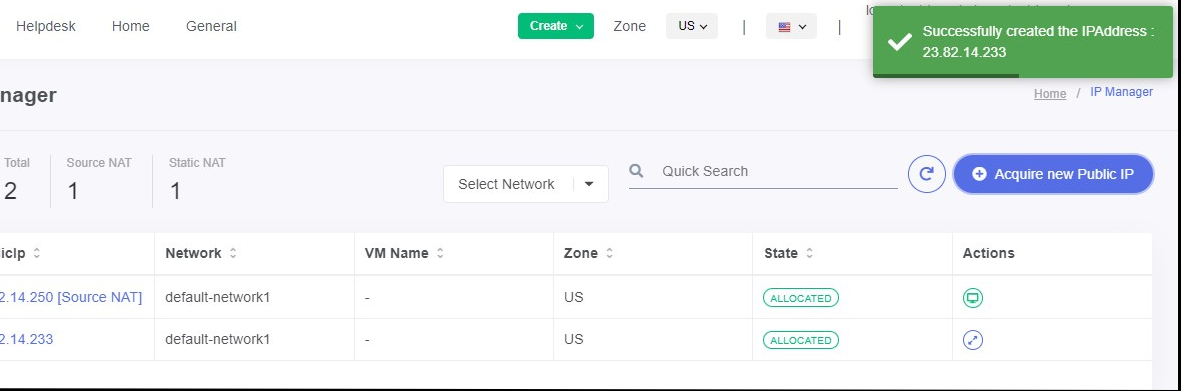 Helpdesk Home General Create Zone US | | 
Successfully created the IPAddress :
23.82.14.233
nager
Home / IP Manager
Total Source NAT Static NAT
2 1 1
Select Network Quick Search Acquire new Public IP
licIp Network VM Name Zone State Actions
2.14.250 [Source NAT] default-network1 - US ALLOCATED
2.14.233 default-network1 - US ALLOCATED